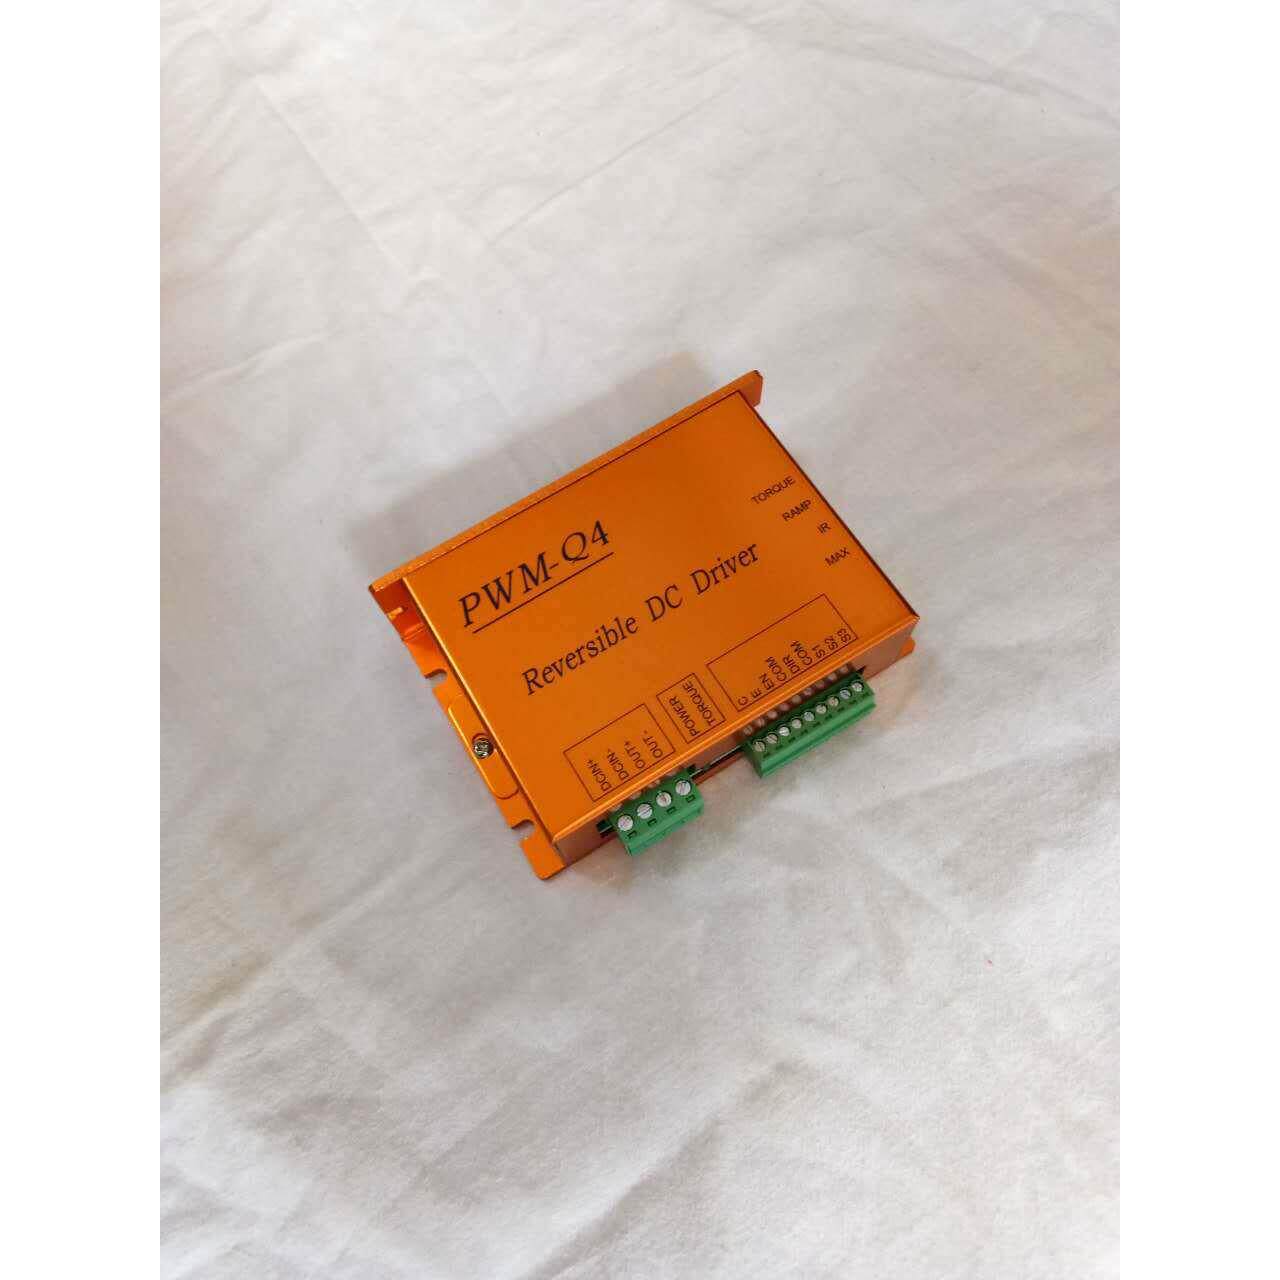 PWM-Q4
Reversible DC Driver
TORQUE
RAMP
IR
MAX
DCIN+
DCIN-
OUT+
OUT-
POWER
TORQUE
C
E
EN
COM
DIR
COM
S1
S2
S3